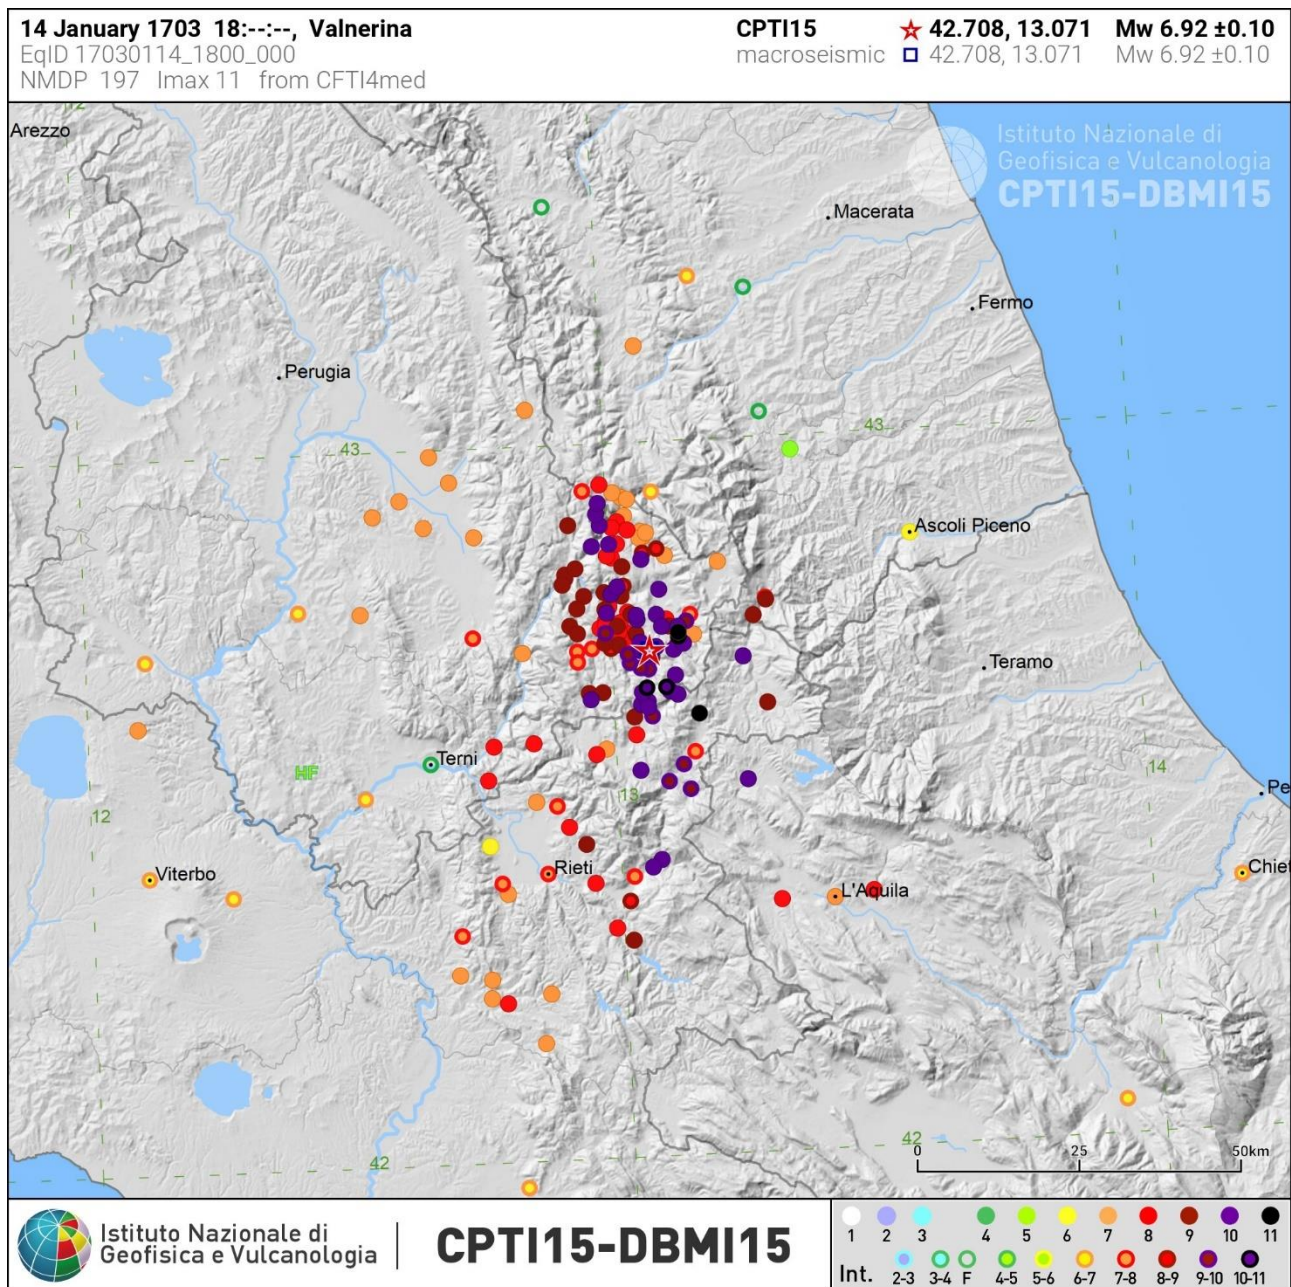 14 January 1703 18:--:--, Valnerina
EqID 17030114_1800_000
NMDP 197 Imax 11 from CFTI4med
CPTI15 42.708, 13.071 Mw 6.92 ±0.10
macroseismic 42.708, 13.071 Mw 6.92 ±0.10
12
Arezzo
Istituto Nazionale di
Geofisica e Vulcanologia
CPTI15-DBMI15
Macerata
Fermo
Perugia
43
43
Ascoli Piceno
Teramo
Terni
HF
13
14
Pe
12
Viterbo
Rieti
L'Aquila
Chiet
42
42
0 25 50km
Istituto Nazionale di
Geofisica e Vulcanologia
CPTI15-DBMI15
1 2 3 4 5 6 7 8 9 10 11
Int. 2-3 3-4 F 4-5 5-6 6-7 7-8 8-9 9-10 10-11